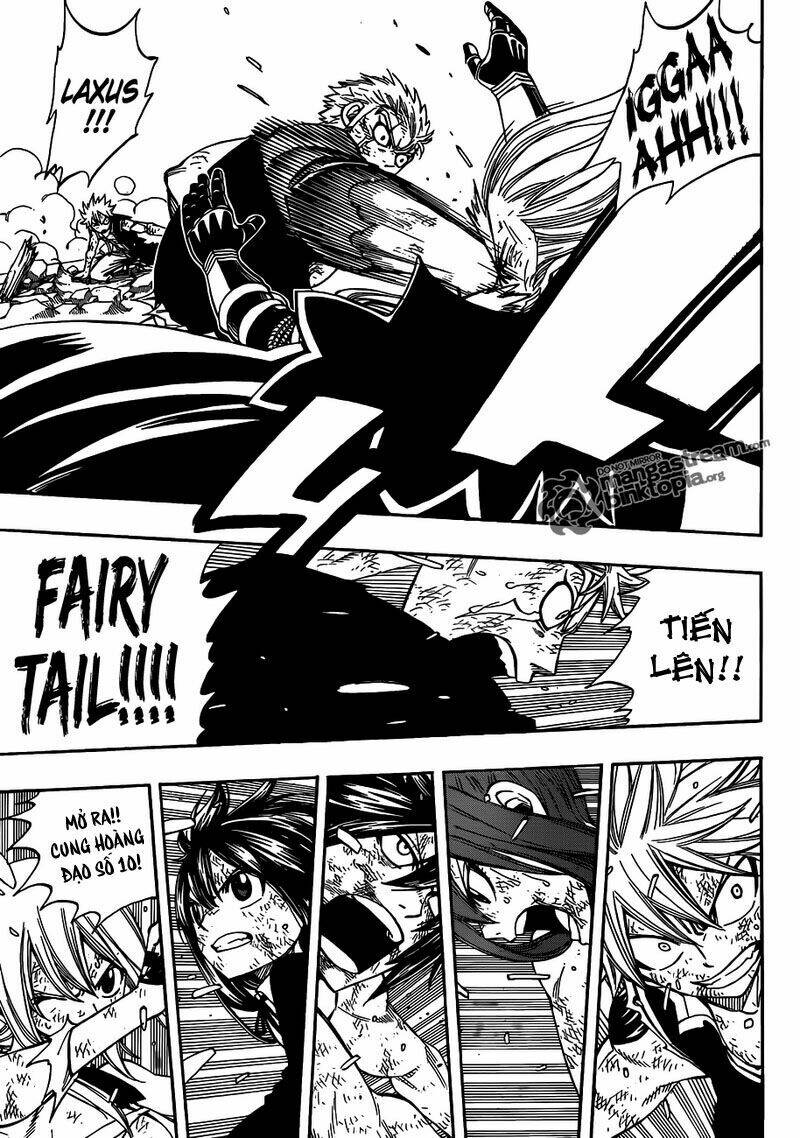 IGGAA
AHH!!!
LAXUS
!!!
DO NOT MIRROR
mangastream.com
pinktopia.org
TIẾN
LÊN!!
FAIRY
TAIL!!!!
MỞ RA!!
CUNG HOÀNG
ĐẠO SỐ 10!